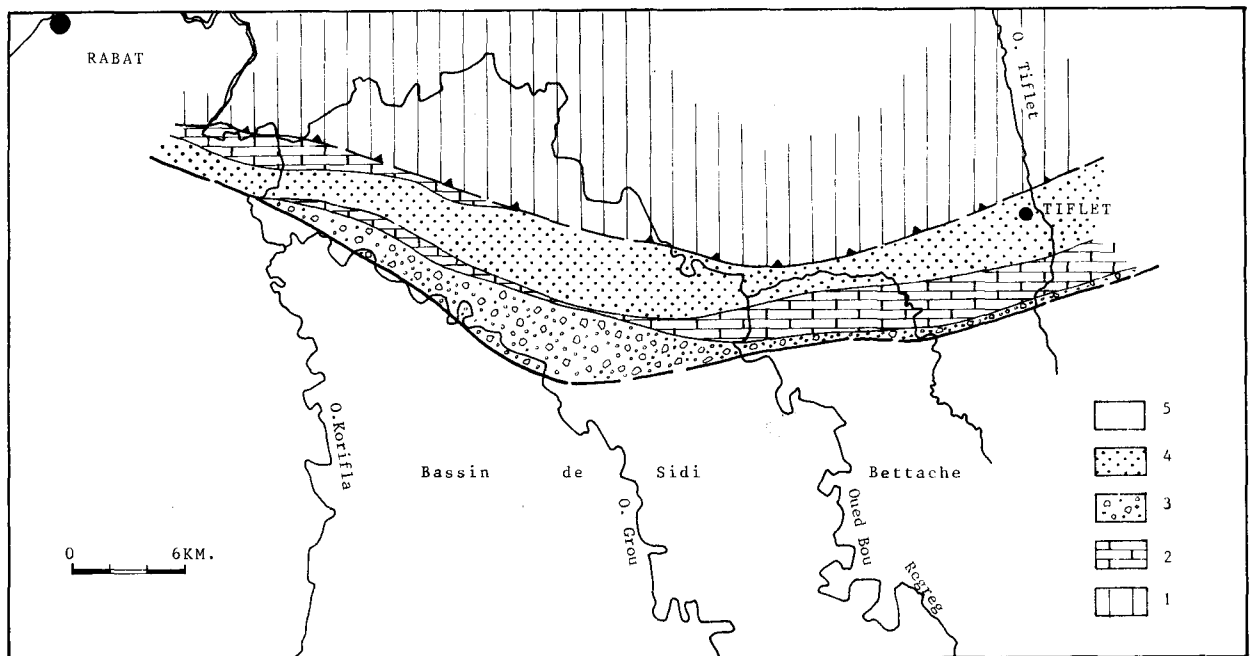 RABAT
O. Tiflet
TIFLET
O.Korifla
Bassin de Sidi Bettache
O. Grou
Oued Bou
Regreg
0 6KM.
5
4
3
2
1